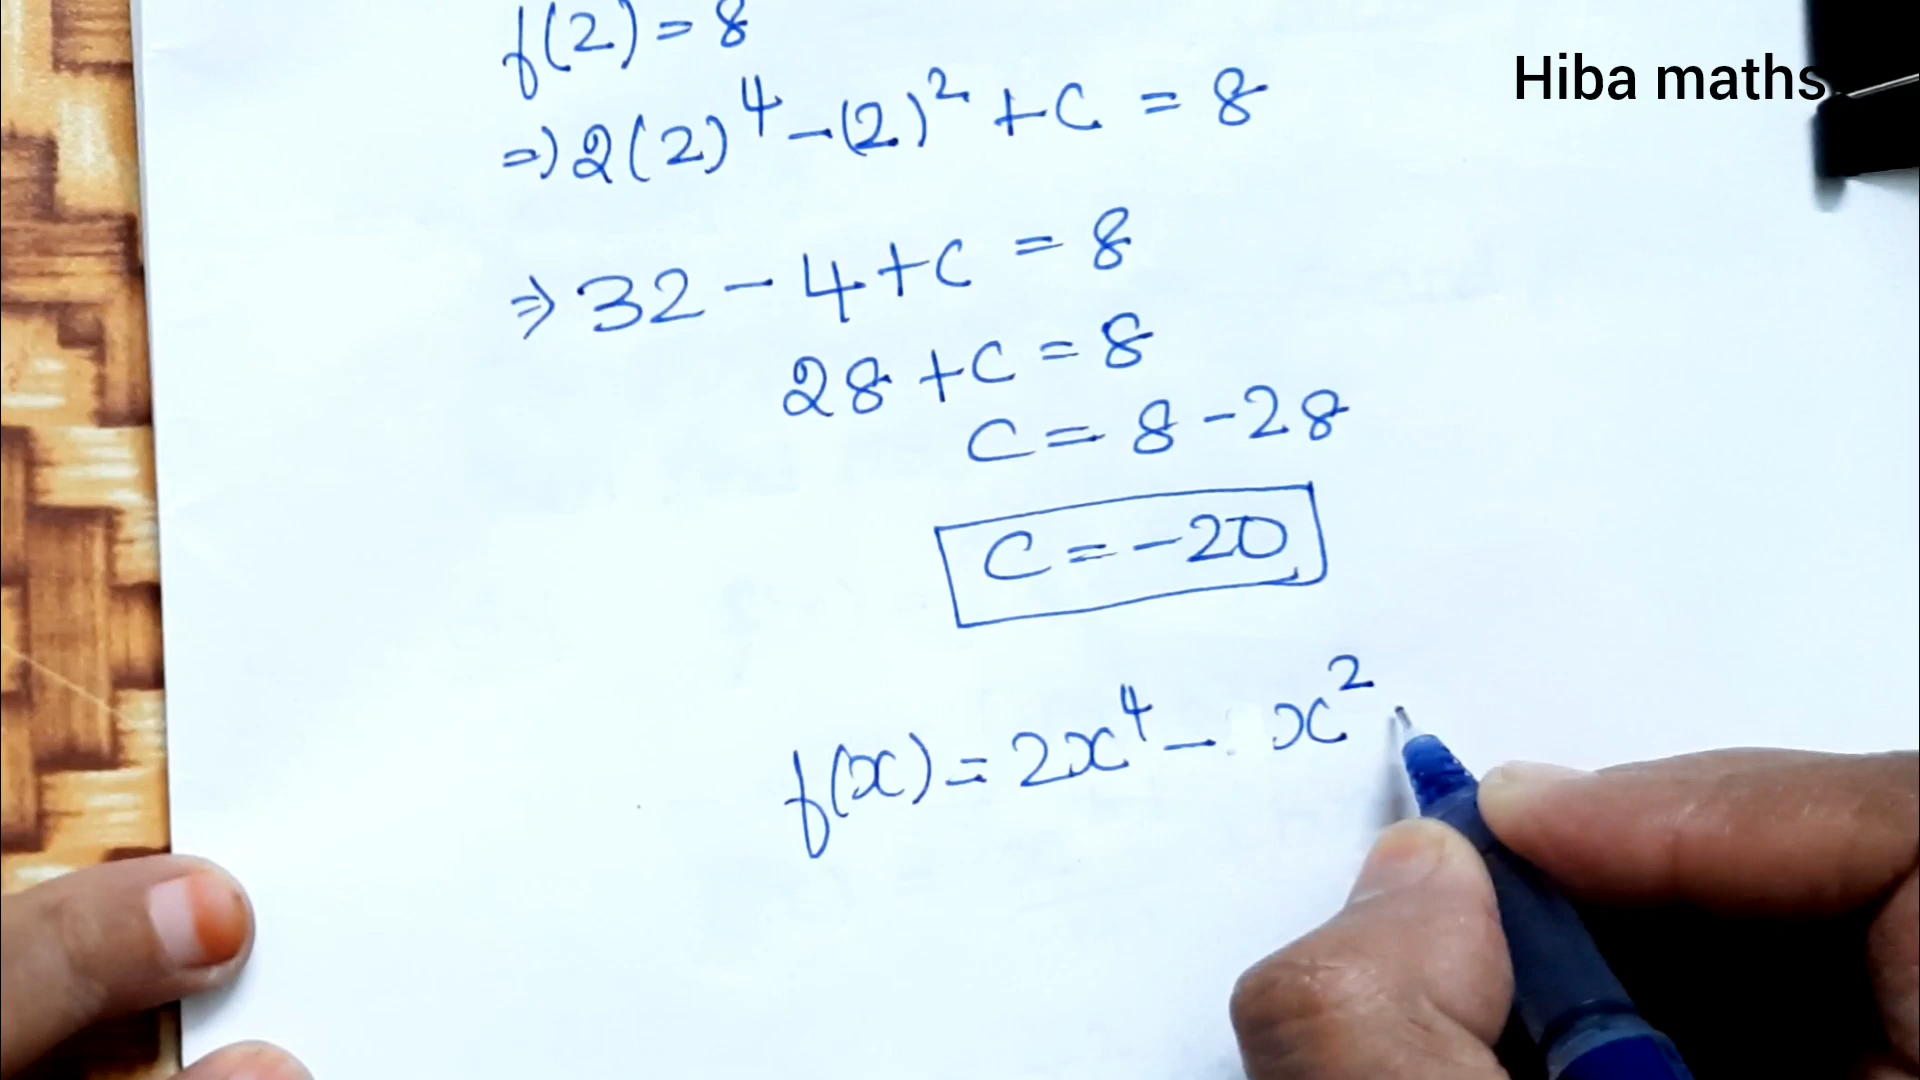 f(2) = 8
Hiba maths
⇒ 2(2)⁴ - (2)² + C = 8
⇒ 32 - 4 + C = 8
28 + C = 8
C = 8 - 28
C = -20
f(x) = 2x⁴ - x²